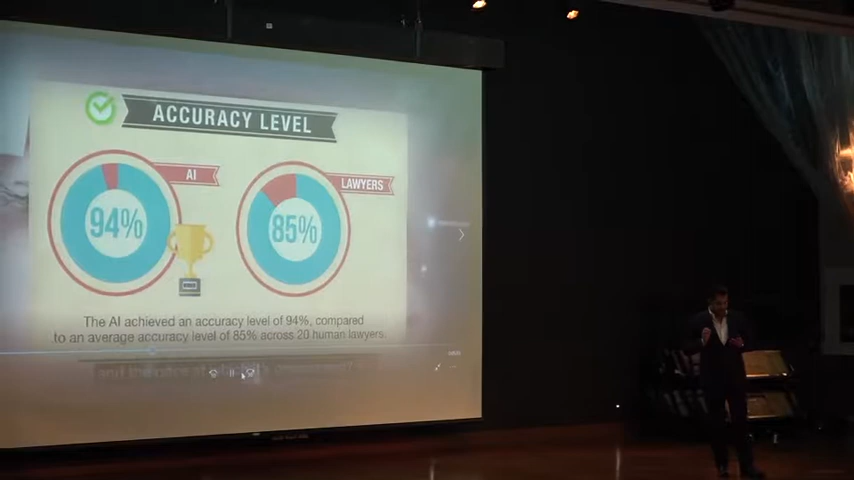 ACCURACY LEVEL
AI
LAWYERS
94%
85%
The AI achieved an accuracy level of 94%, compared
to an average accuracy level of 85% across 20 human lawyers.